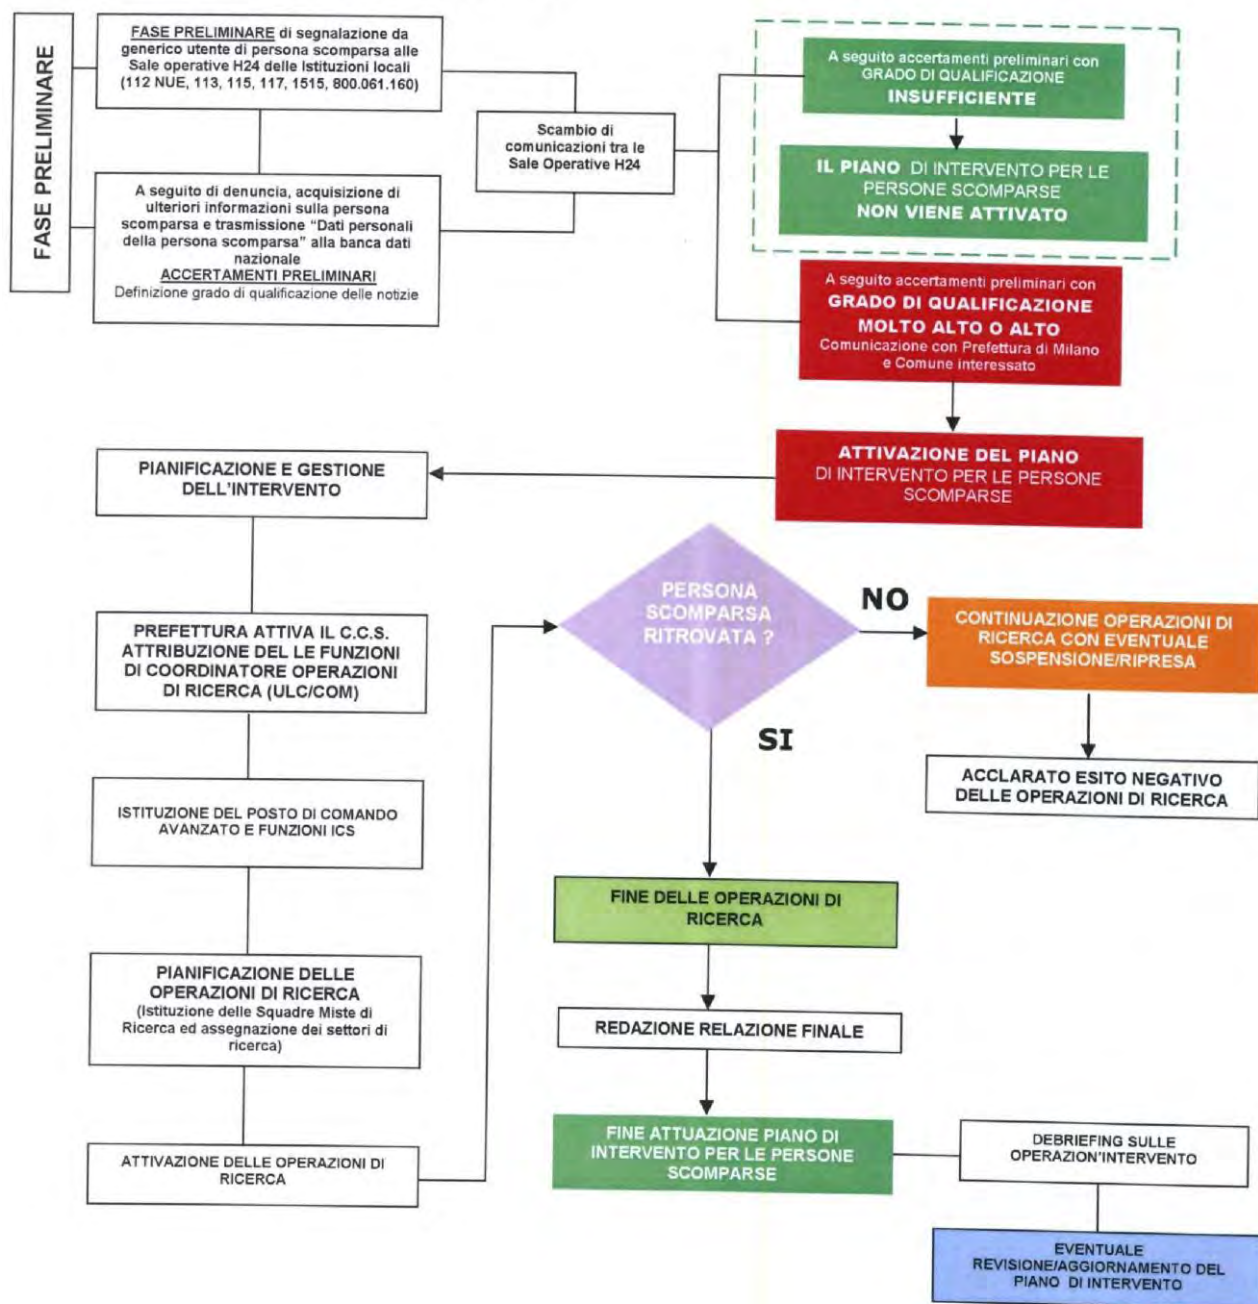 FASE PRELIMINARE
FASE PRELIMINARE di segnalazione da
generico utente di persona scomparsa alle
Sale operative H24 delle Istituzioni locali
(112 NUE, 113, 115, 117, 1515, 800.061.160)
A seguito di denuncia, acquisizione di
ulteriori informazioni sulla persona
scomparsa e trasmissione "Dati personali
della persona scomparsa" alla banca dati
nazionale
ACCERTAMENTI PRELIMINARI
Definizione grado di qualificazione delle notizie
Scambio di
comunicazioni tra le
Sale Operative H24
A seguito accertamenti preliminari con
GRADO DI QUALIFICAZIONE
INSUFFICIENTE
IL PIANO DI INTERVENTO PER LE
PERSONE SCOMPARSE
NON VIENE ATTIVATO
A seguito accertamenti preliminari con
GRADO DI QUALIFICAZIONE
MOLTO ALTO O ALTO
Comunicazione con Prefettura di Milano
e Comune interessato
ATTIVAZIONE DEL PIANO
DI INTERVENTO PER LE PERSONE
SCOMPARSE
PIANIFICAZIONE E GESTIONE
DELL'INTERVENTO
PREFETTURA ATTIVA IL C.C.S.
ATTRIBUZIONE DEL LE FUNZIONI
DI COORDINATORE OPERAZIONI
DI RICERCA (ULC/COM)
ISTITUZIONE DEL POSTO DI COMANDO
AVANZATO E FUNZIONI ICS
PIANIFICAZIONE DELLE
OPERAZIONI DI RICERCA
(Istituzione delle Squadre Miste di
Ricerca ed assegnazione dei settori di
ricerca)
ATTIVAZIONE DELLE OPERAZIONI DI
RICERCA
PERSONA
SCOMPARSA
RITROVATA ?
NO
CONTINUAZIONE OPERAZIONI DI
RICERCA CON EVENTUALE
SOSPENSIONE/RIPRESA
ACCLARATO ESITO NEGATIVO
DELLE OPERAZIONI DI RICERCA
SI
FINE DELLE OPERAZIONI DI
RICERCA
REDAZIONE RELAZIONE FINALE
FINE ATTUAZIONE PIANO DI
INTERVENTO PER LE PERSONE
SCOMPARSE
DEBRIEFING SULLE
OPERAZION'INTERVENTO
EVENTUALE
REVISIONE/AGGIORNAMENTO DEL
PIANO DI INTERVENTO